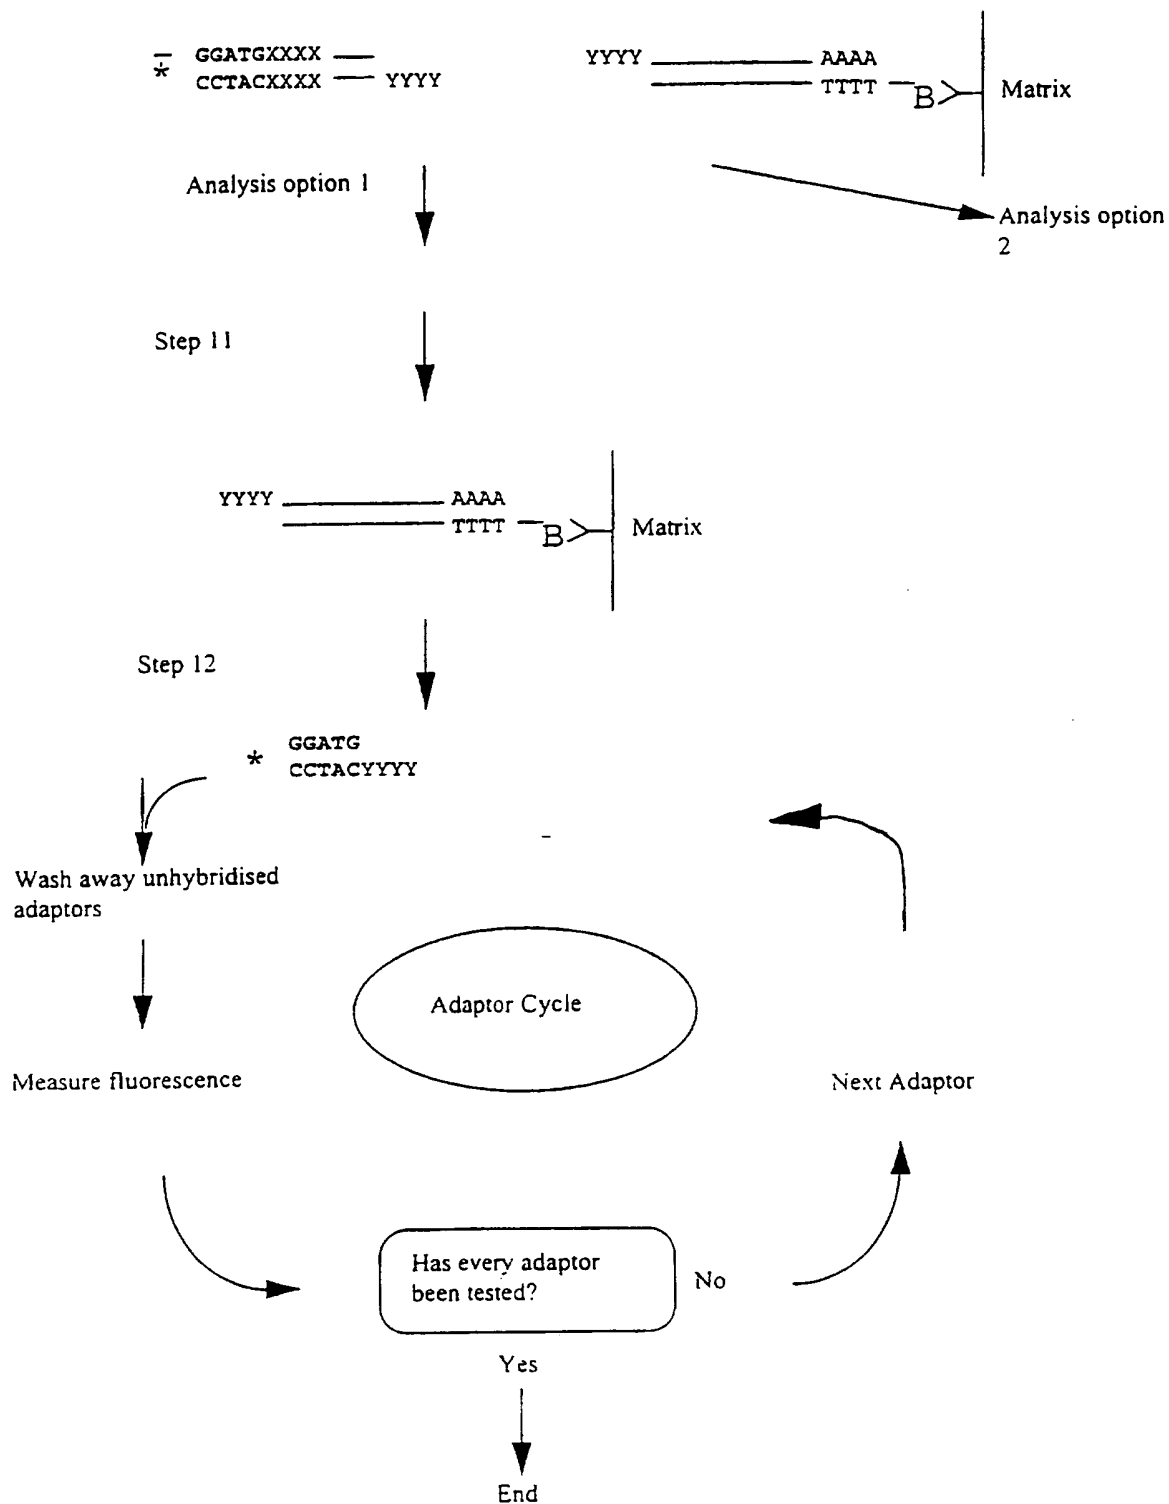 * GGATGXXXX
CCTACXXXX YYYY
YYYY AAAA
TTTT B Matrix
Analysis option 1
Analysis option
2
Step 11
YYYY AAAA
TTTT B Matrix
Step 12
* GGATG
CCTACYYYY
Wash away unhybridised
adaptors
Adaptor Cycle
Measure fluorescence
Next Adaptor
Has every adaptor
been tested?
No
Yes
End